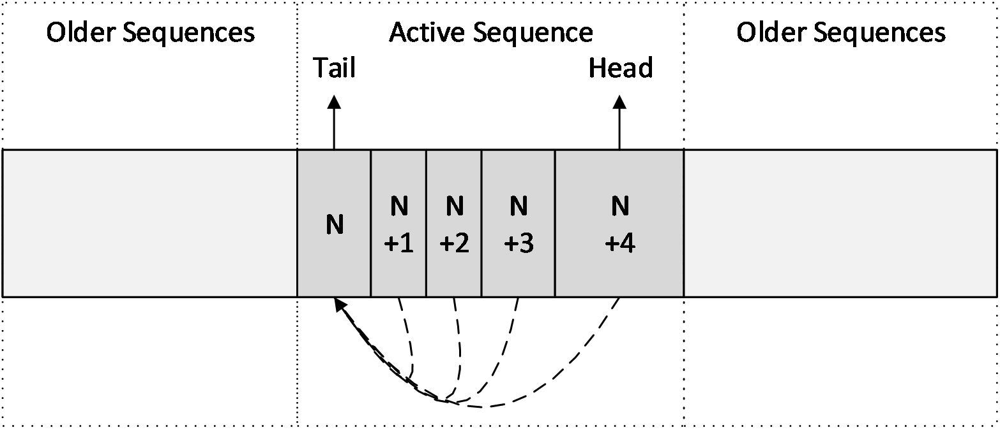 Older Sequences
Active Sequence
Older Sequences
Tail
Head
N
N
+1
N
+2
N
+3
N
+4